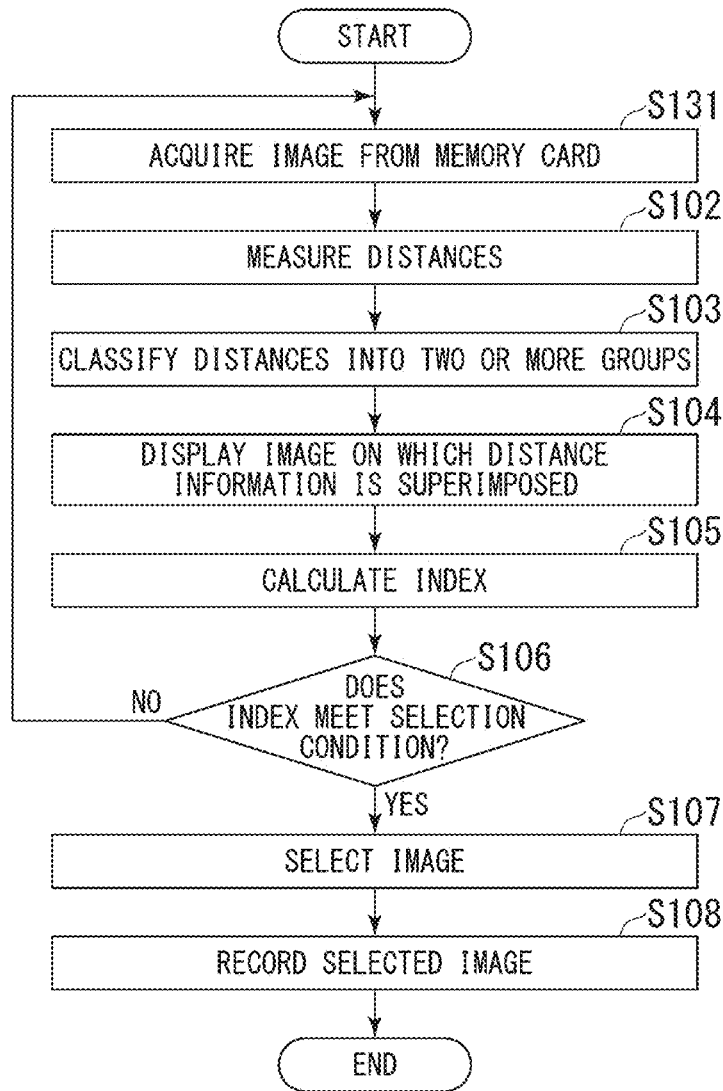 START
S131
ACQUIRE IMAGE FROM MEMORY CARD
S102
MEASURE DISTANCES
S103
CLASSIFY DISTANCES INTO TWO OR MORE GROUPS
S104
DISPLAY IMAGE ON WHICH DISTANCE
INFORMATION IS SUPERIMPOSED
S105
CALCULATE INDEX
S106
NO
DOES
INDEX MEET SELECTION
CONDITION?
YES
S107
SELECT IMAGE
S108
RECORD SELECTED IMAGE
END